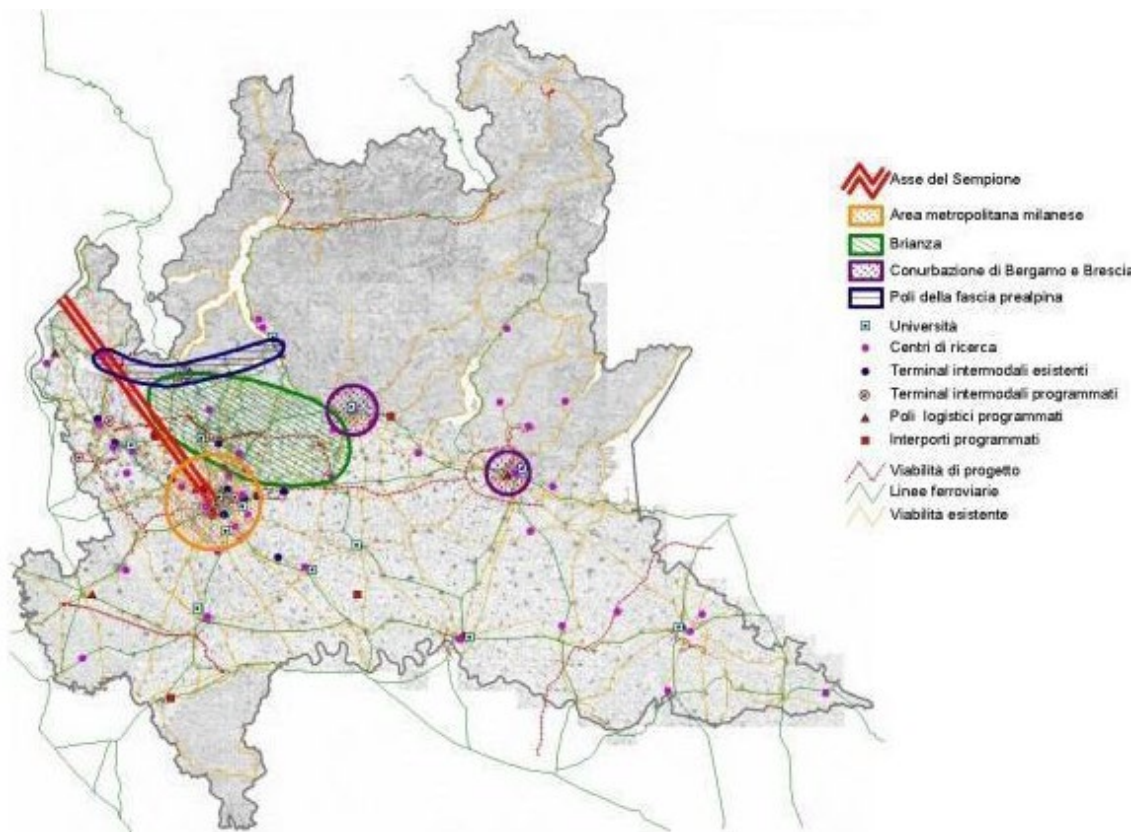 Asse del Sempione
Area metropolitana milanese
Brianza
Conurbazione di Bergamo e Brescia
Poli della fascia prealpina
Università
Centri di ricerca
Terminal intermodali esistenti
Terminal intermodali programmati
Poli logistici programmati
Interporti programmati
Viabilità di progetto
Linee ferroviarie
Viabilità esistente